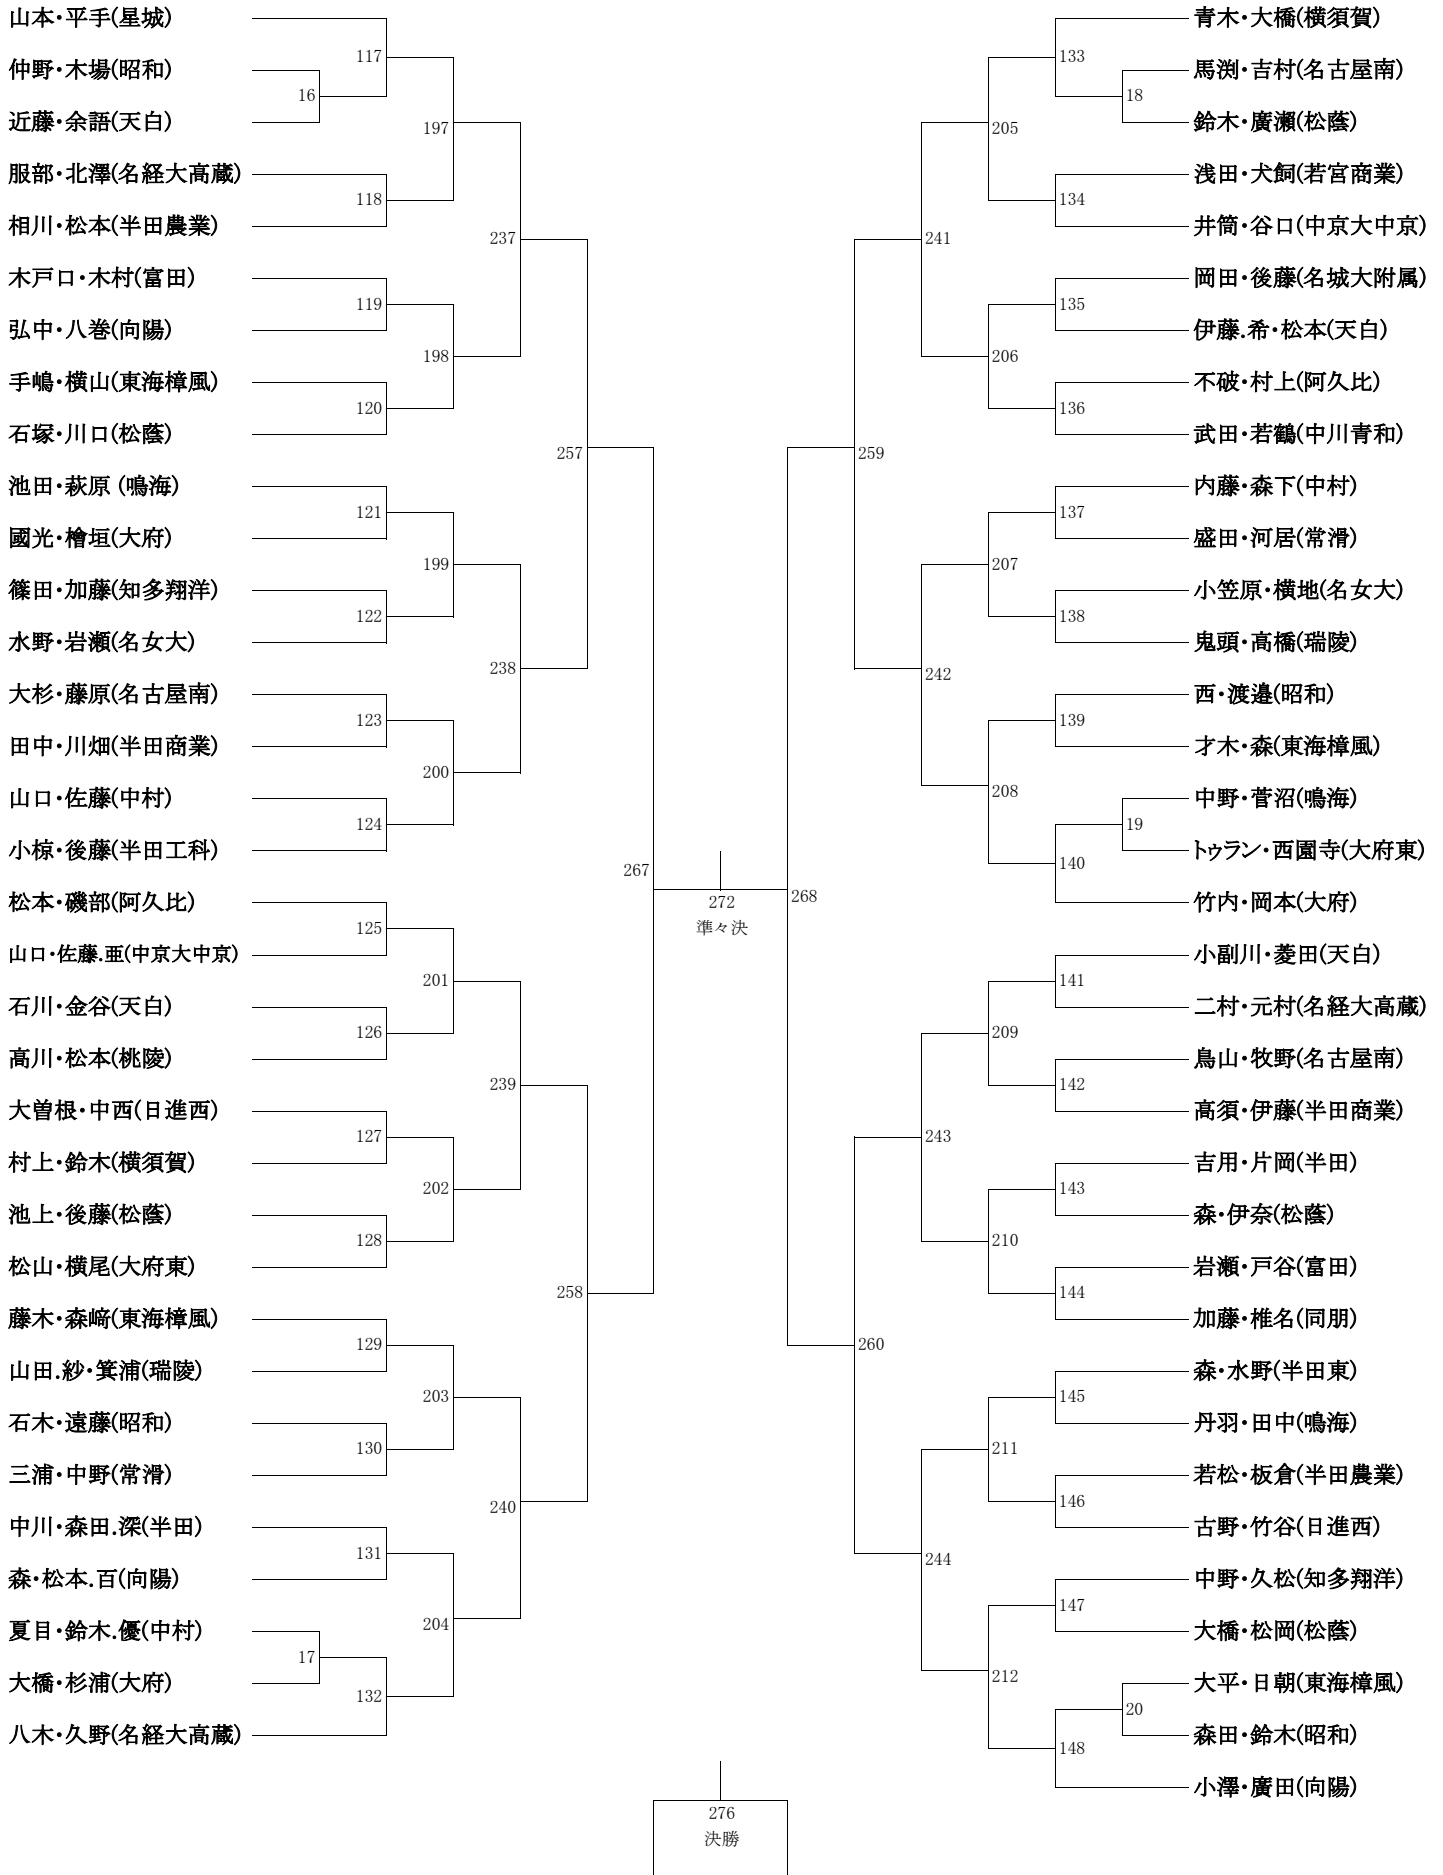 山本・平手(星城)
仲野・木場(昭和)
近藤・余語(天白)
服部・北澤(名経大高蔵)
相川・松本(半田農業)
木戸口・木村(富田)
弘中・八巻(向陽)
手嶋・横山(東海樟風)
石塚・川口(松蔭)
池田・萩原 (鳴海)
國光・檜垣(大府)
篠田・加藤(知多翔洋)
水野・岩瀬(名女大)
大杉・藤原(名古屋南)
田中・川畑(半田商業)
山口・佐藤(中村)
小椋・後藤(半田工科)
松本・磯部(阿久比)
山口・佐藤.亜(中京大中京)
石川・金谷(天白)
髙川・松本(桃陵)
大曽根・中西(日進西)
村上・鈴木(横須賀)
池上・後藤(松蔭)
松山・横尾(大府東)
藤木・森﨑(東海樟風)
山田.紗・箕浦(瑞陵)
石木・遠藤(昭和)
三浦・中野(常滑)
中川・森田.深(半田)
森・松本.百(向陽)
夏目・鈴木.優(中村)
大橋・杉浦(大府)
八木・久野(名経大高蔵)
16
17
117
118
119
120
121
122
123
124
125
126
127
128
129
130
131
132
197
198
199
200
201
202
203
204
237
238
239
240
257
258
267
272
準々決
276
決勝
268
259
260
241
242
243
244
205
206
207
208
209
210
211
212
133
134
135
136
137
138
139
140
141
142
143
144
145
146
147
148
18
19
20
青木・大橋(横須賀)
馬渕・吉村(名古屋南)
鈴木・廣瀬(松蔭)
浅田・犬飼(若宮商業)
井筒・谷口(中京大中京)
岡田・後藤(名城大附属)
伊藤.希・松本(天白)
不破・村上(阿久比)
武田・若鶴(中川青和)
内藤・森下(中村)
盛田・河居(常滑)
小笠原・横地(名女大)
鬼頭・髙橋(瑞陵)
西・渡邉(昭和)
才木・森(東海樟風)
中野・菅沼(鳴海)
トゥラン・西園寺(大府東)
竹内・岡本(大府)
小副川・菱田(天白)
二村・元村(名経大高蔵)
鳥山・牧野(名古屋南)
高須・伊藤(半田商業)
吉用・片岡(半田)
森・伊奈(松蔭)
岩瀬・戸谷(富田)
加藤・椎名(同朋)
森・水野(半田東)
丹羽・田中(鳴海)
若松・板倉(半田農業)
古野・竹谷(日進西)
中野・久松(知多翔洋)
大橋・松岡(松蔭)
大平・日朝(東海樟風)
森田・鈴木(昭和)
小澤・廣田(向陽)